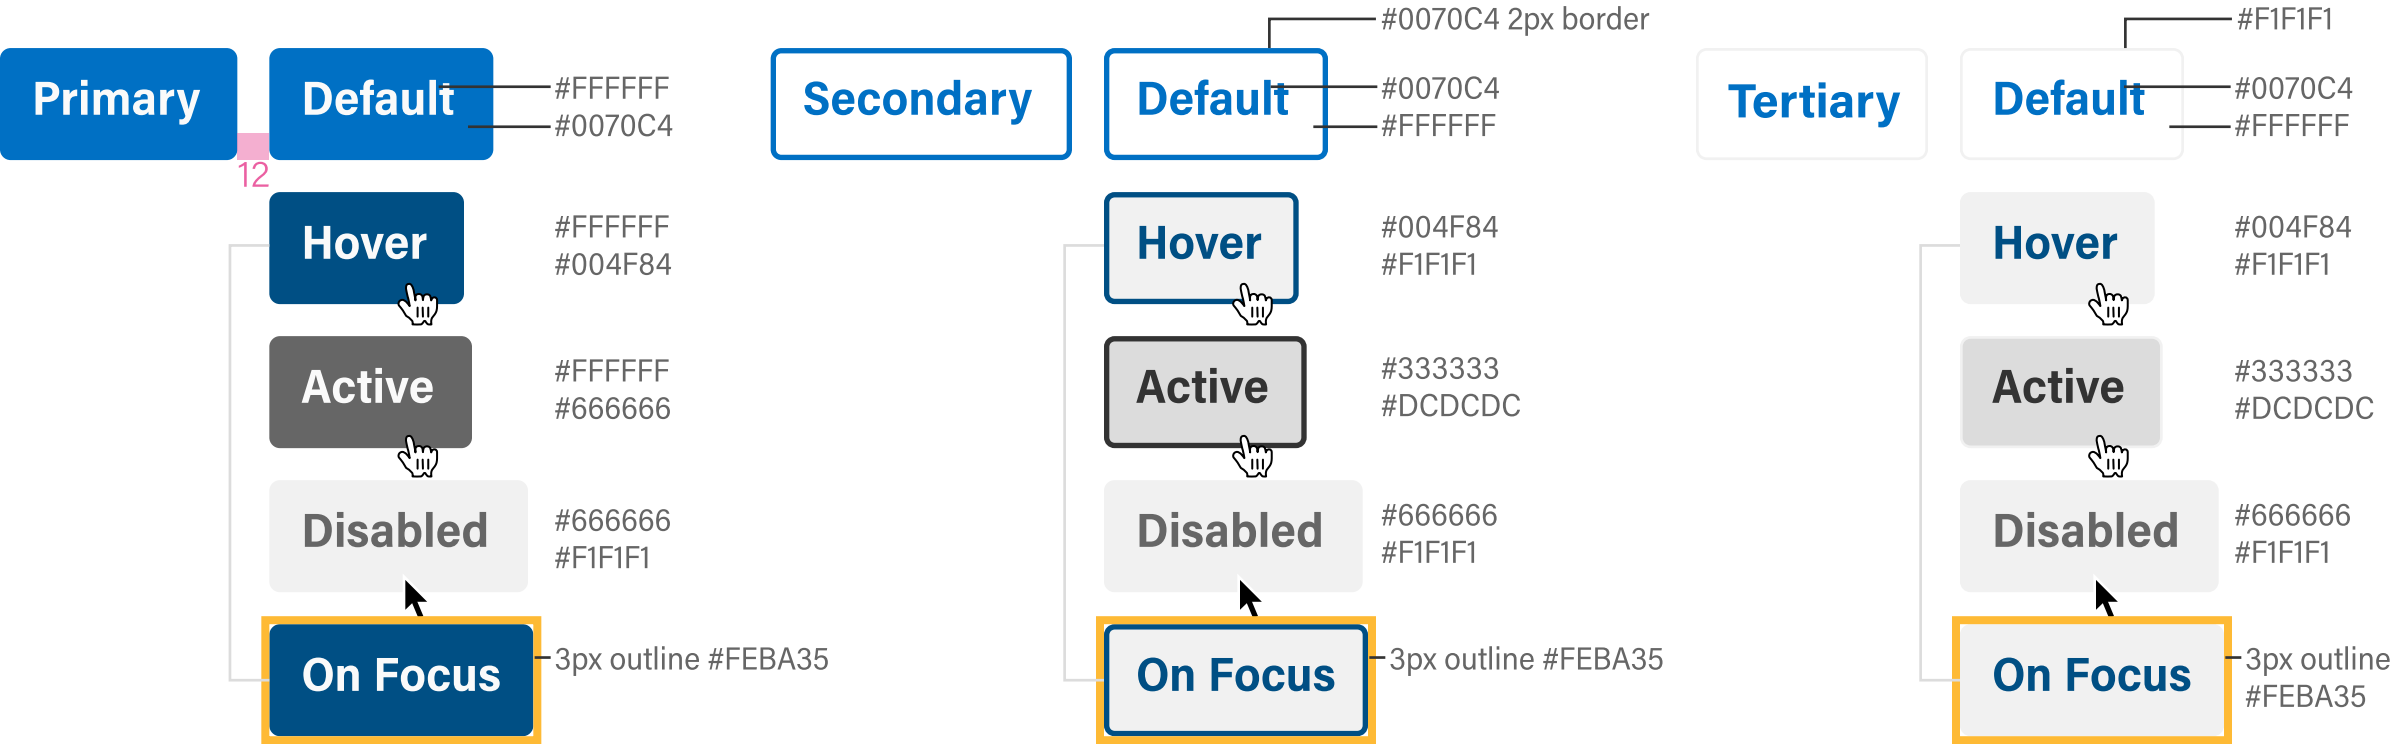 Primary
12
Default
#FFFFFF
#0070C4
Hover
#FFFFFF
#004F84
Active
#FFFFFF
#666666
Disabled
#666666
#F1F1F1
On Focus
3px outline #FEBA35
Secondary
#0070C4 2px border
Default
#0070C4
#FFFFFF
Hover
#004F84
#F1F1F1
Active
#333333
#DCDCDC
Disabled
#666666
#F1F1F1
On Focus
3px outline #FEBA35
Tertiary
#F1F1F1
Default
#0070C4
#FFFFFF
Hover
#004F84
#F1F1F1
Active
#333333
#DCDCDC
Disabled
#666666
#F1F1F1
On Focus
3px outline
#FEBA35